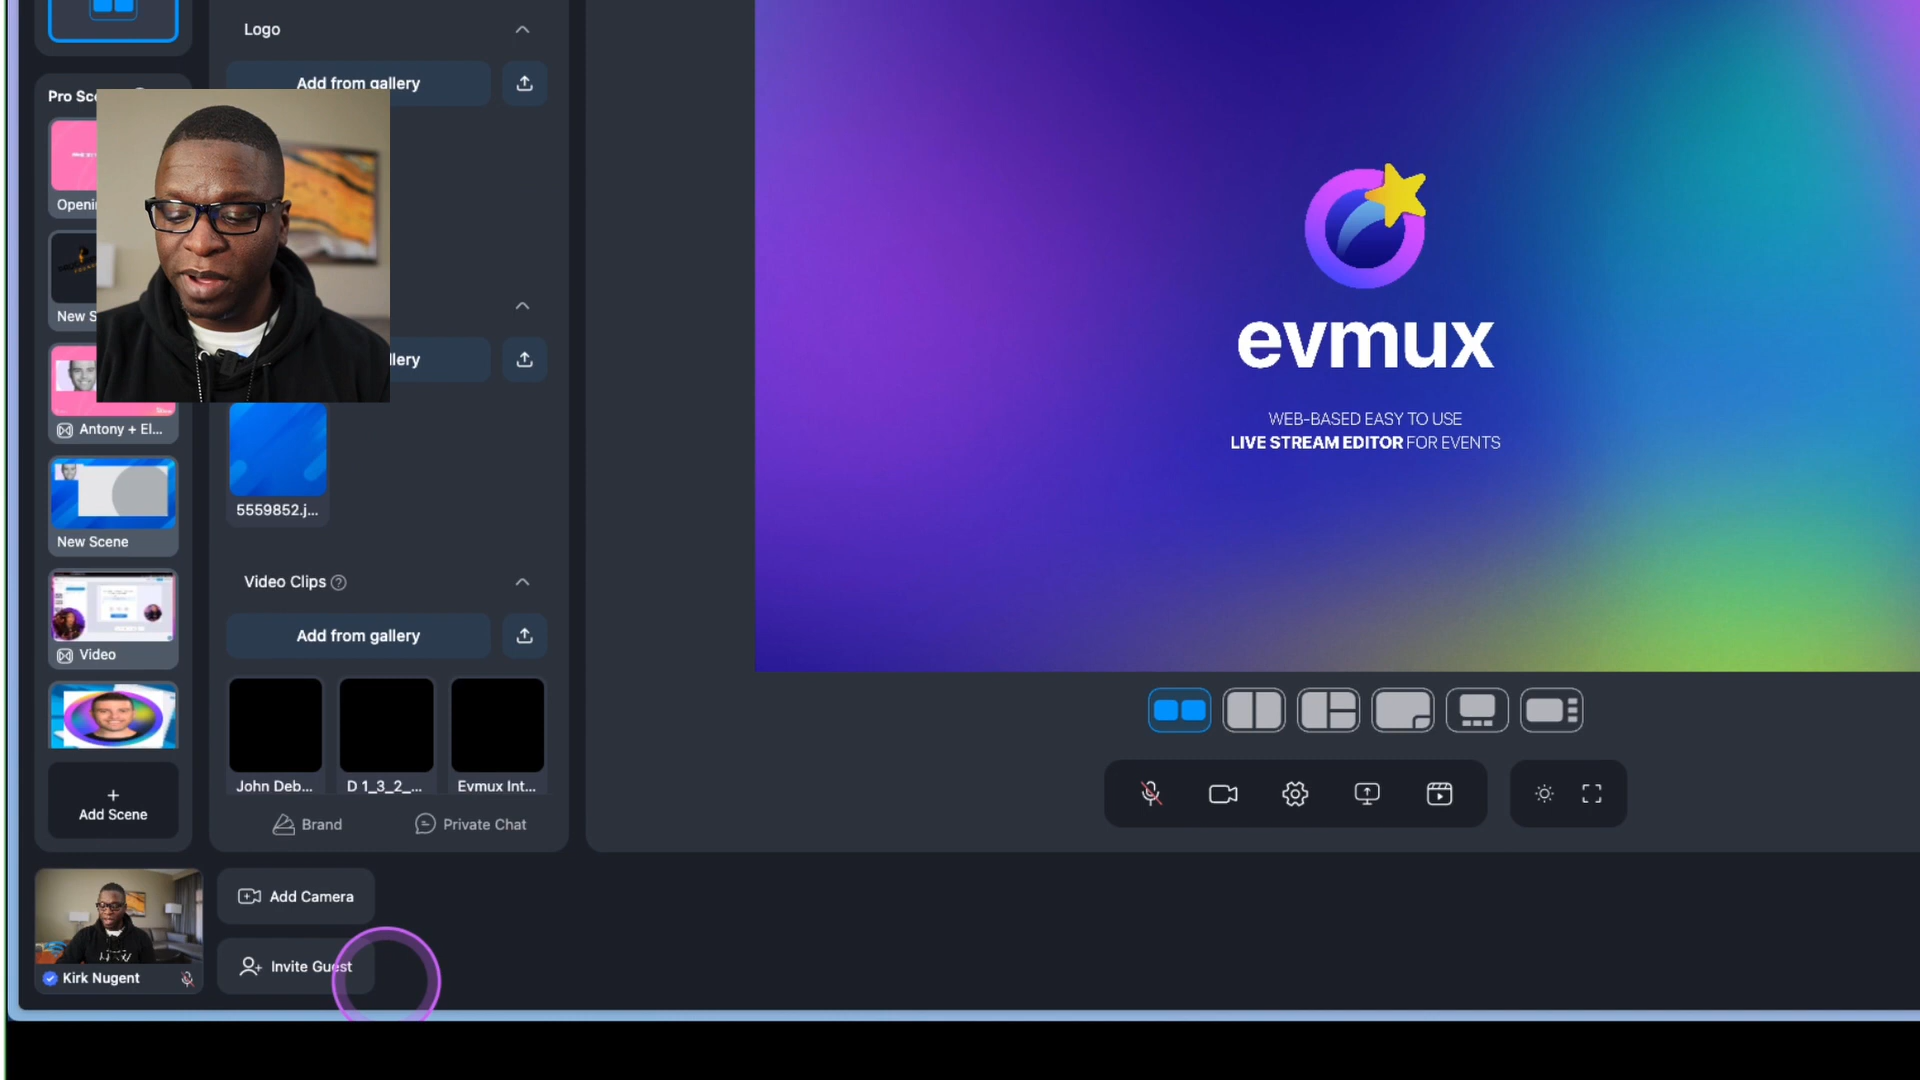 Logo
Add from gallery
Pro Sc
Openi
New S
llery
Antony + El...
5559852.j...
New Scene
Video Clips
Add from gallery
Video
John Deb...
D 1_3_2_...
Evmux Int...
+
Add Scene
Brand
Private Chat
Add Camera
Invite Guest
Kirk Nugent
evmux
WEB-BASED EASY TO USE
LIVE STREAM EDITOR FOR EVENTS